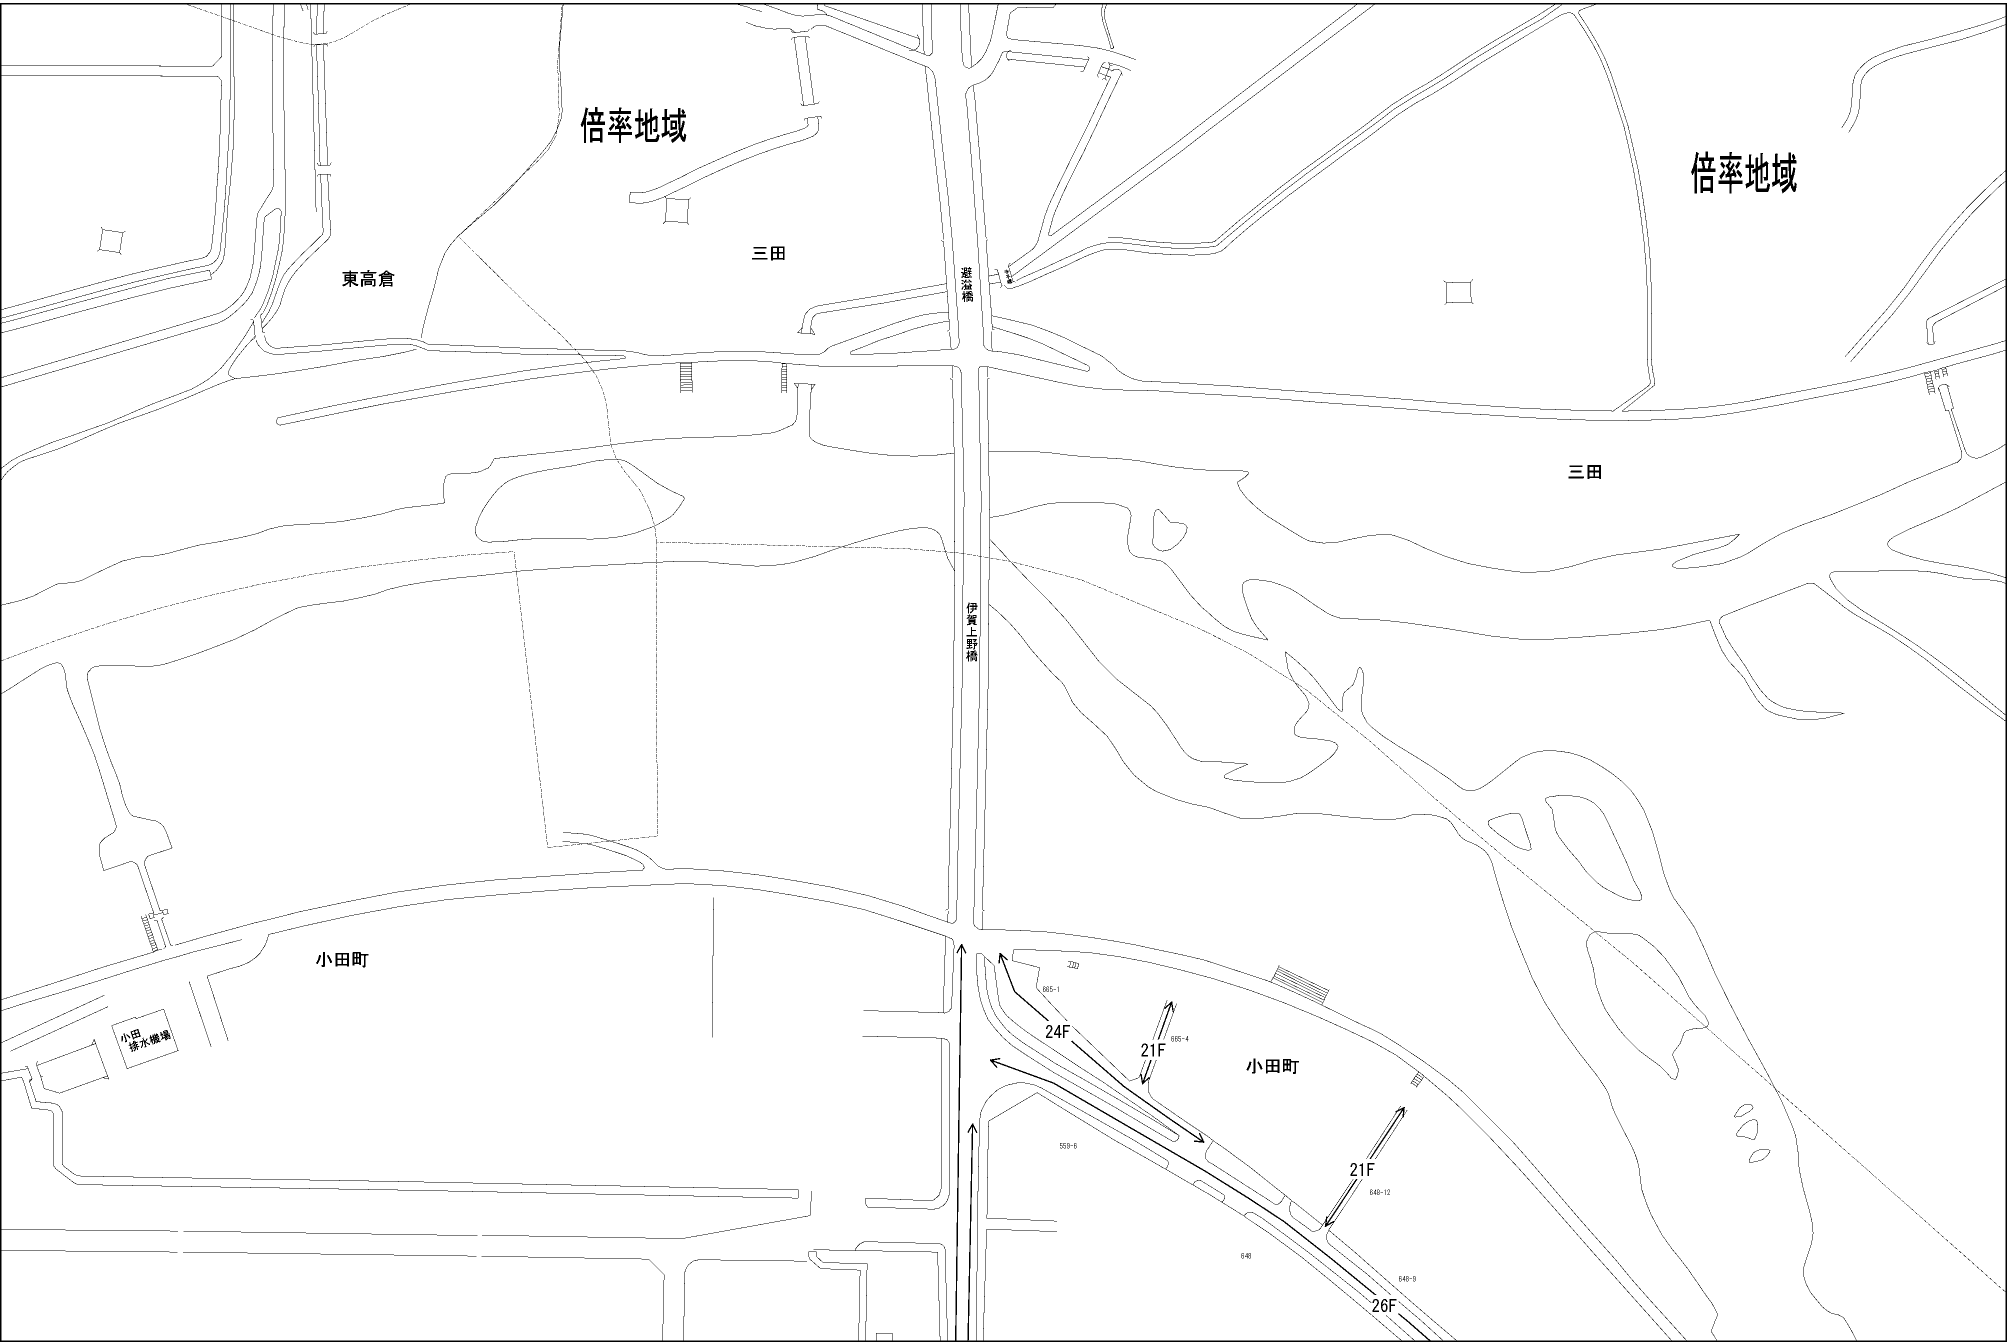 倍率地域
倍率地域
三田
東高倉
避溢橋
三田
伊賀上野橋
小田町
665-1
小田
排水機場
24F
665-4
21F
小田町
559-6
21F
648-12
648
648-9
26F